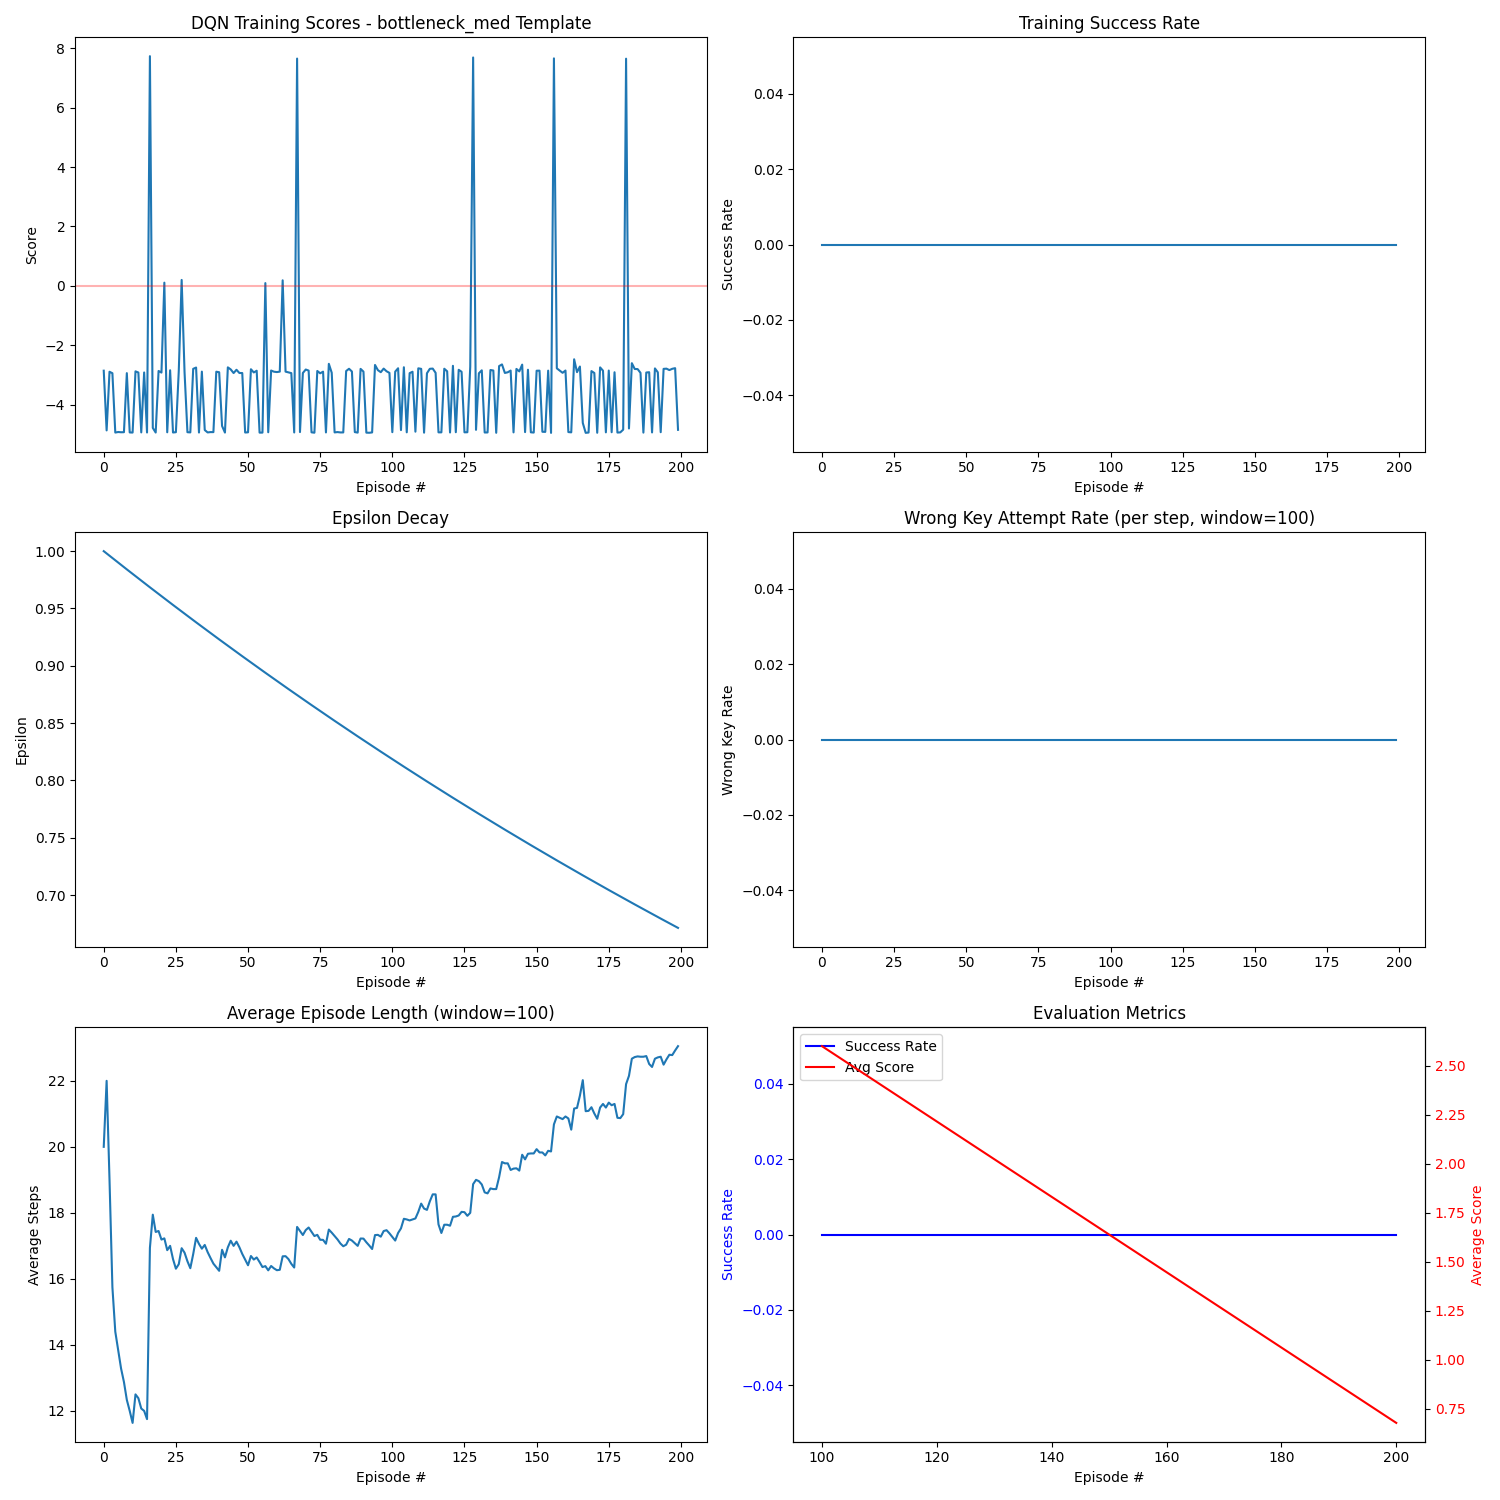 DQN Training Scores - bottleneck_med Template
8
6
4
2
0
−2
−4
Score
0 25 50 75 100 125 150 175 200
Episode #
Training Success Rate
0.04
0.02
0.00
−0.02
−0.04
Success Rate
0 25 50 75 100 125 150 175 200
Episode #
Epsilon Decay
1.00
0.95
0.90
0.85
0.80
0.75
0.70
Epsilon
0 25 50 75 100 125 150 175 200
Episode #
Wrong Key Attempt Rate (per step, window=100)
0.04
0.02
0.00
−0.02
−0.04
Wrong Key Rate
0 25 50 75 100 125 150 175 200
Episode #
Average Episode Length (window=100)
22
20
18
16
14
12
Average Steps
0 25 50 75 100 125 150 175 200
Episode #
Evaluation Metrics
Success Rate
Avg Score
0.04
0.02
0.00
−0.02
−0.04
Success Rate
2.50
2.25
2.00
1.75
1.50
1.25
1.00
0.75
Average Score
100 120 140 160 180 200
Episode #